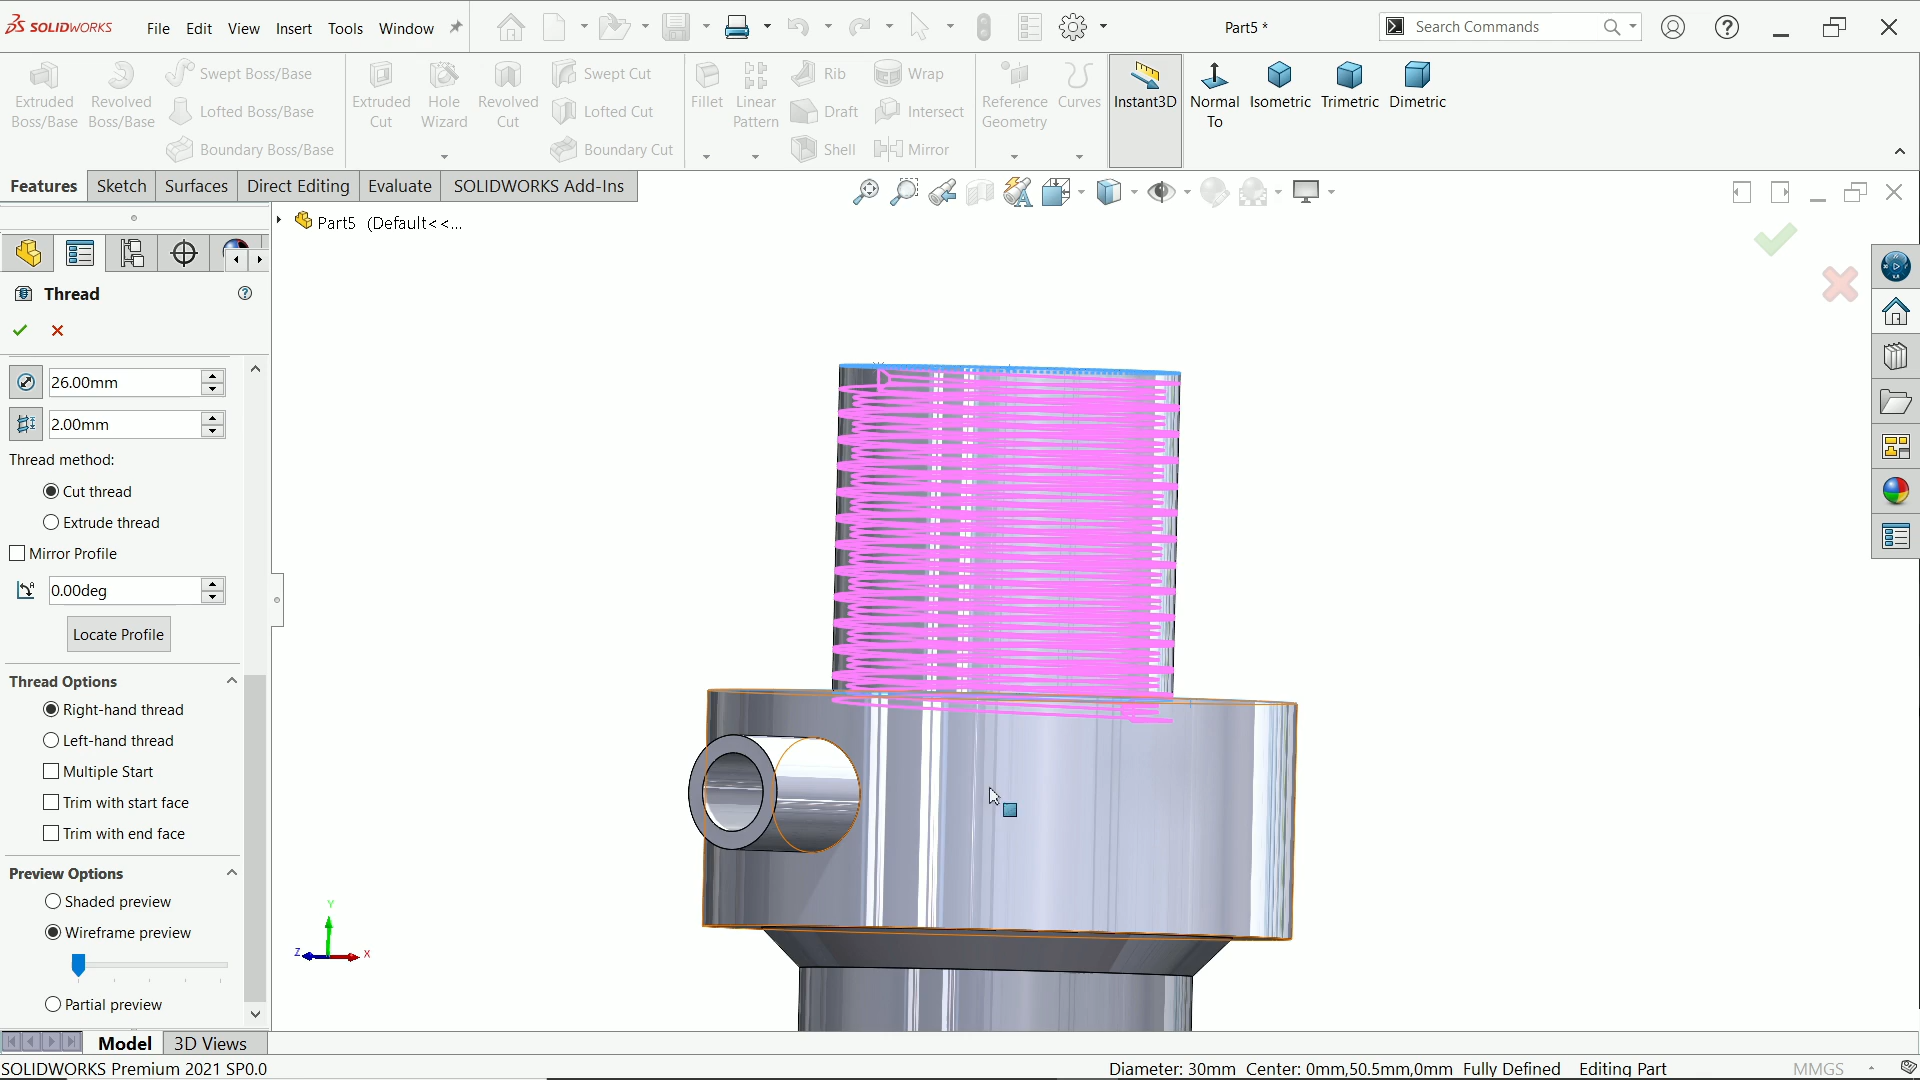 SOLIDWORKS File Edit View Insert Tools Window Part5 * Search Commands
Extruded Boss/Base
Revolved Boss/Base
Swept Boss/Base
Lofted Boss/Base
Boundary Boss/Base
Extruded Cut
Hole Wizard
Revolved Cut
Swept Cut
Lofted Cut
Boundary Cut
Fillet
Linear Pattern
Rib
Draft
Shell
Wrap
Intersect
Mirror
Reference Geometry
Curves
Instant3D
Normal To
Isometric
Trimetric
Dimetric
Features Sketch Surfaces Direct Editing Evaluate SOLIDWORKS Add-Ins
Part5 (Default<<...
Thread
26.00mm
2.00mm
Thread method:
Cut thread
Extrude thread
Mirror Profile
0.00deg
Locate Profile
Thread Options
Right-hand thread
Left-hand thread
Multiple Start
Trim with start face
Trim with end face
Preview Options
Shaded preview
Wireframe preview
Partial preview
Y
Z
X
Model 3D Views
SOLIDWORKS Premium 2021 SP0.0 Diameter: 30mm Center: 0mm,50.5mm,0mm Fully Defined Editing Part MMGS